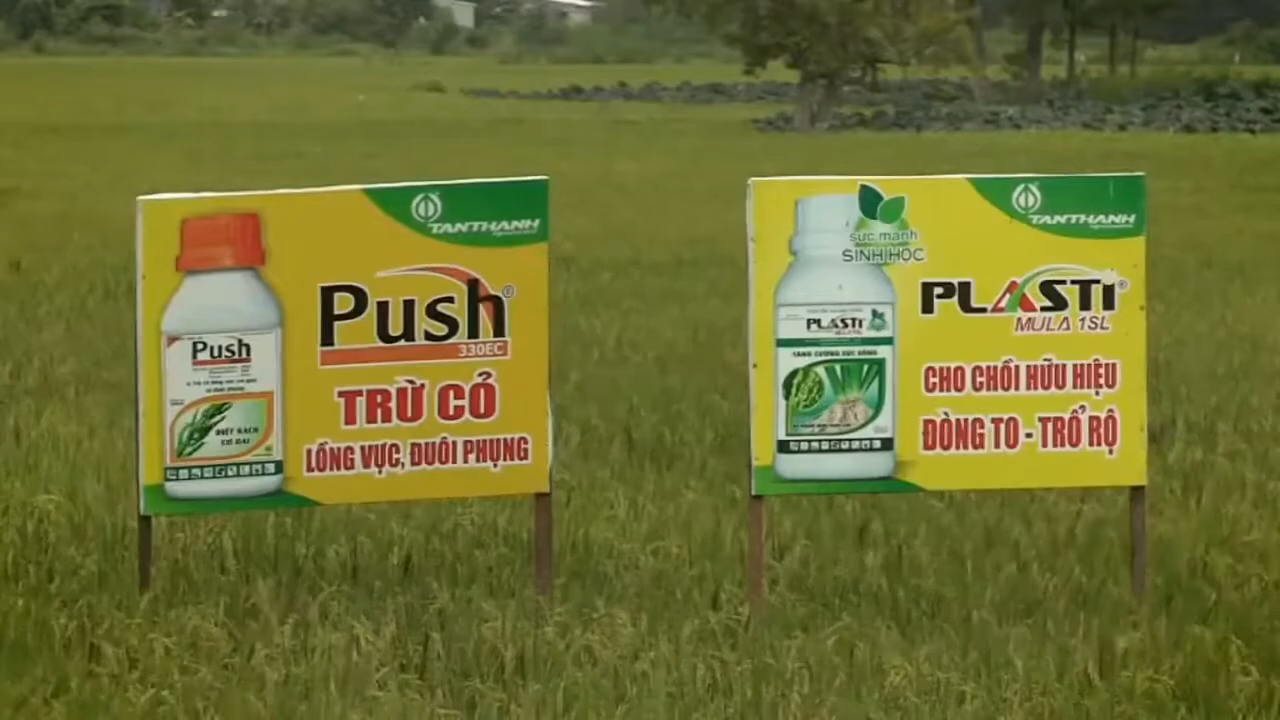 TANTHANH
Push®
330EC
TRỪ CỎ
LỒNG VỰC, ĐUÔI PHỤNG
Push
DIỆT SẠCH
CỎ DẠI
TANTHANH
sức mạnh
SINH HỌC
PLASTI®
MULA 1SL
CHO CHỒI HỮU HIỆU
ĐÒNG TO - TRỔ RỘ
PLASTI
TĂNG CƯỜNG SỨC SỐNG